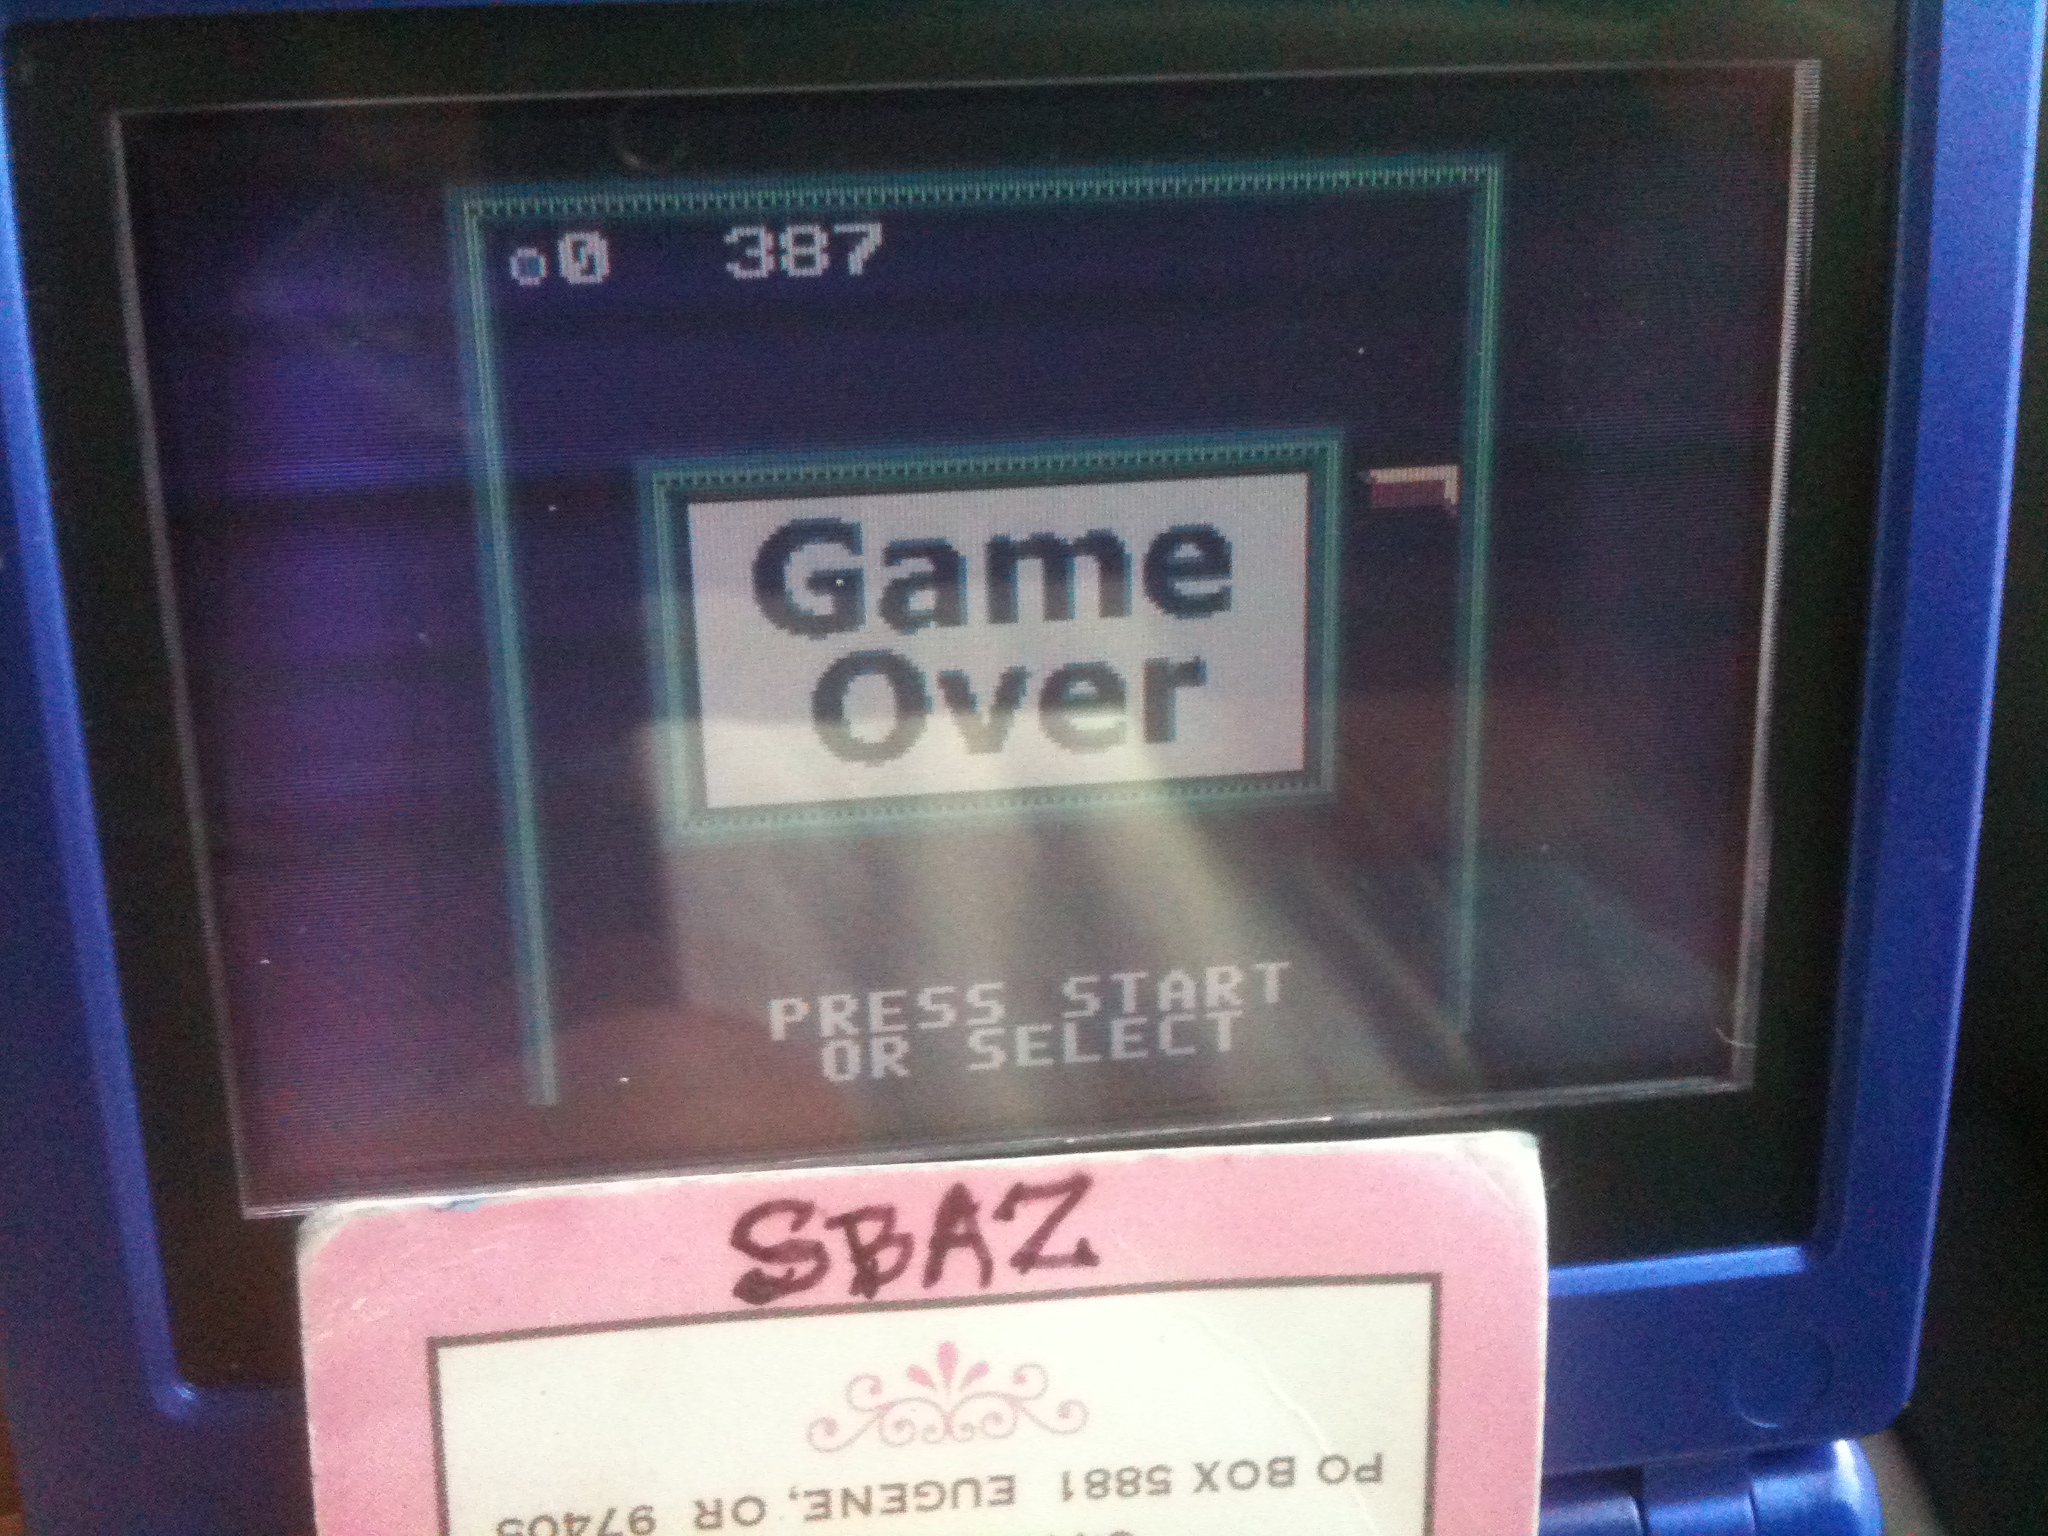 0 387
Game
Over
PRESS START
OR SELECT
SBAZ
PO BOX 5881 EUGENE, OR 97405